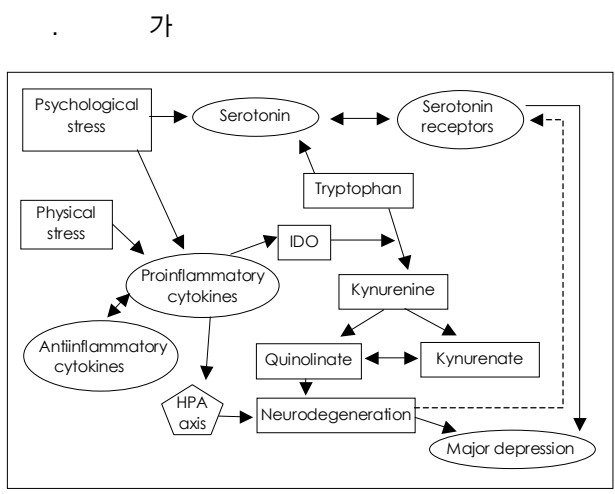 . 가
Psychological
stress
Serotonin
Serotonin
receptors
Tryptophan
Physical
stress
IDO
Proinflammatory
cytokines
Kynurenine
Antiinflammatory
cytokines
Quinolinate
Kynurenate
HPA
axis
Neurodegeneration
Major depression